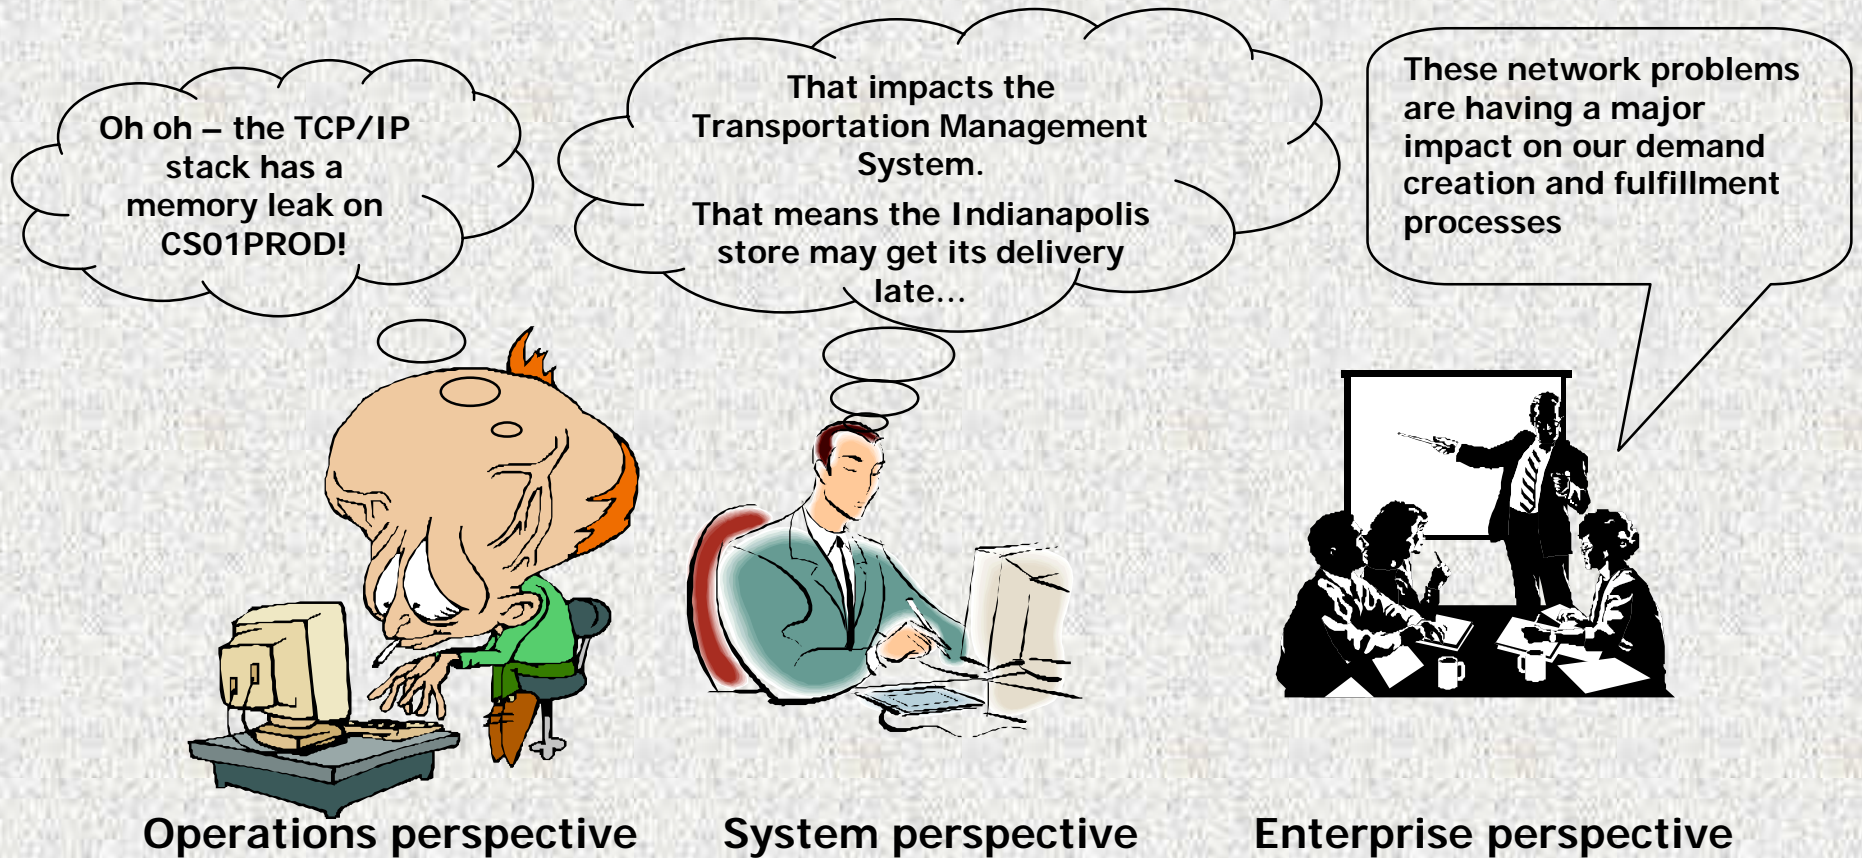 Oh oh – the TCP/IP
stack has a
memory leak on
CS01PROD!
That impacts the
Transportation Management
System.
That means the Indianapolis
store may get its delivery
late…
These network problems
are having a major
impact on our demand
creation and fulfillment
processes
Operations perspective
System perspective
Enterprise perspective